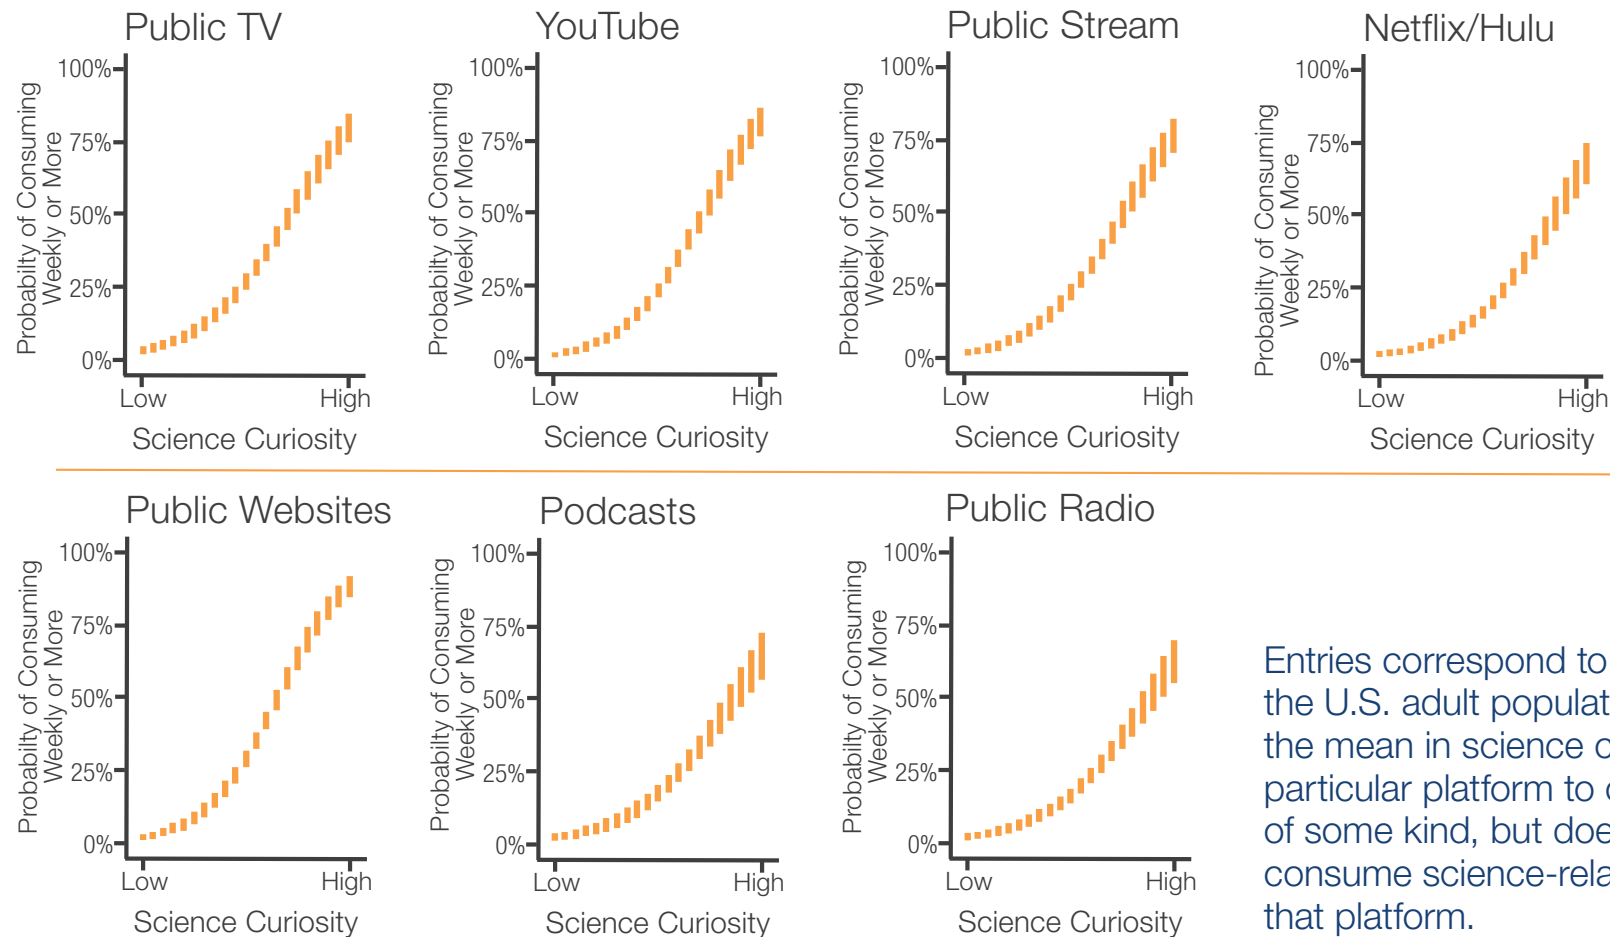 Public TV
100%
75%
50%
25%
0%
Probabilty of Consuming
Weekly or More
Low High
Science Curiosity
YouTube
100%
75%
50%
25%
0%
Probabilty of Consuming
Weekly or More
Low High
Science Curiosity
Public Stream
100%
75%
50%
25%
0%
Probabilty of Consuming
Weekly or More
Low High
Science Curiosity
Netflix/Hulu
100%
75%
50%
25%
0%
Probabilty of Consuming
Weekly or More
Low High
Science Curiosity
Public Websites
100%
75%
50%
25%
0%
Probabilty of Consuming
Weekly or More
Low High
Science Curiosity
Podcasts
100%
75%
50%
25%
0%
Probabilty of Consuming
Weekly or More
Low High
Science Curiosity
Public Radio
100%
75%
50%
25%
0%
Probabilty of Consuming
Weekly or More
Low High
Science Curiosity
Entries correspond to
the U.S. adult populat
the mean in science
particular platform to
of some kind, but doe
consume science-rela
that platform.